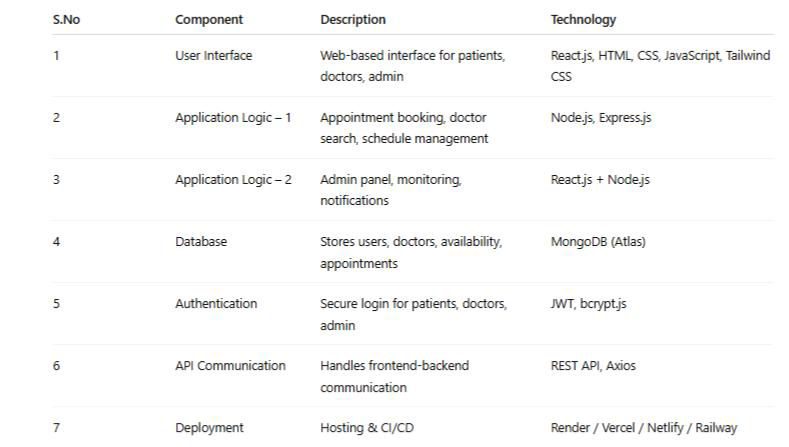 S.No Component Description Technology
1 User Interface Web-based interface for patients, React.js, HTML, CSS, JavaScript, Tailwind
doctors, admin CSS
2 Application Logic – 1 Appointment booking, doctor Node.js, Express.js
search, schedule management
3 Application Logic – 2 Admin panel, monitoring, React.js + Node.js
notifications
4 Database Stores users, doctors, availability, MongoDB (Atlas)
appointments
5 Authentication Secure login for patients, doctors, JWT, bcrypt.js
admin
6 API Communication Handles frontend-backend REST API, Axios
communication
7 Deployment Hosting & CI/CD Render / Vercel / Netlify / Railway